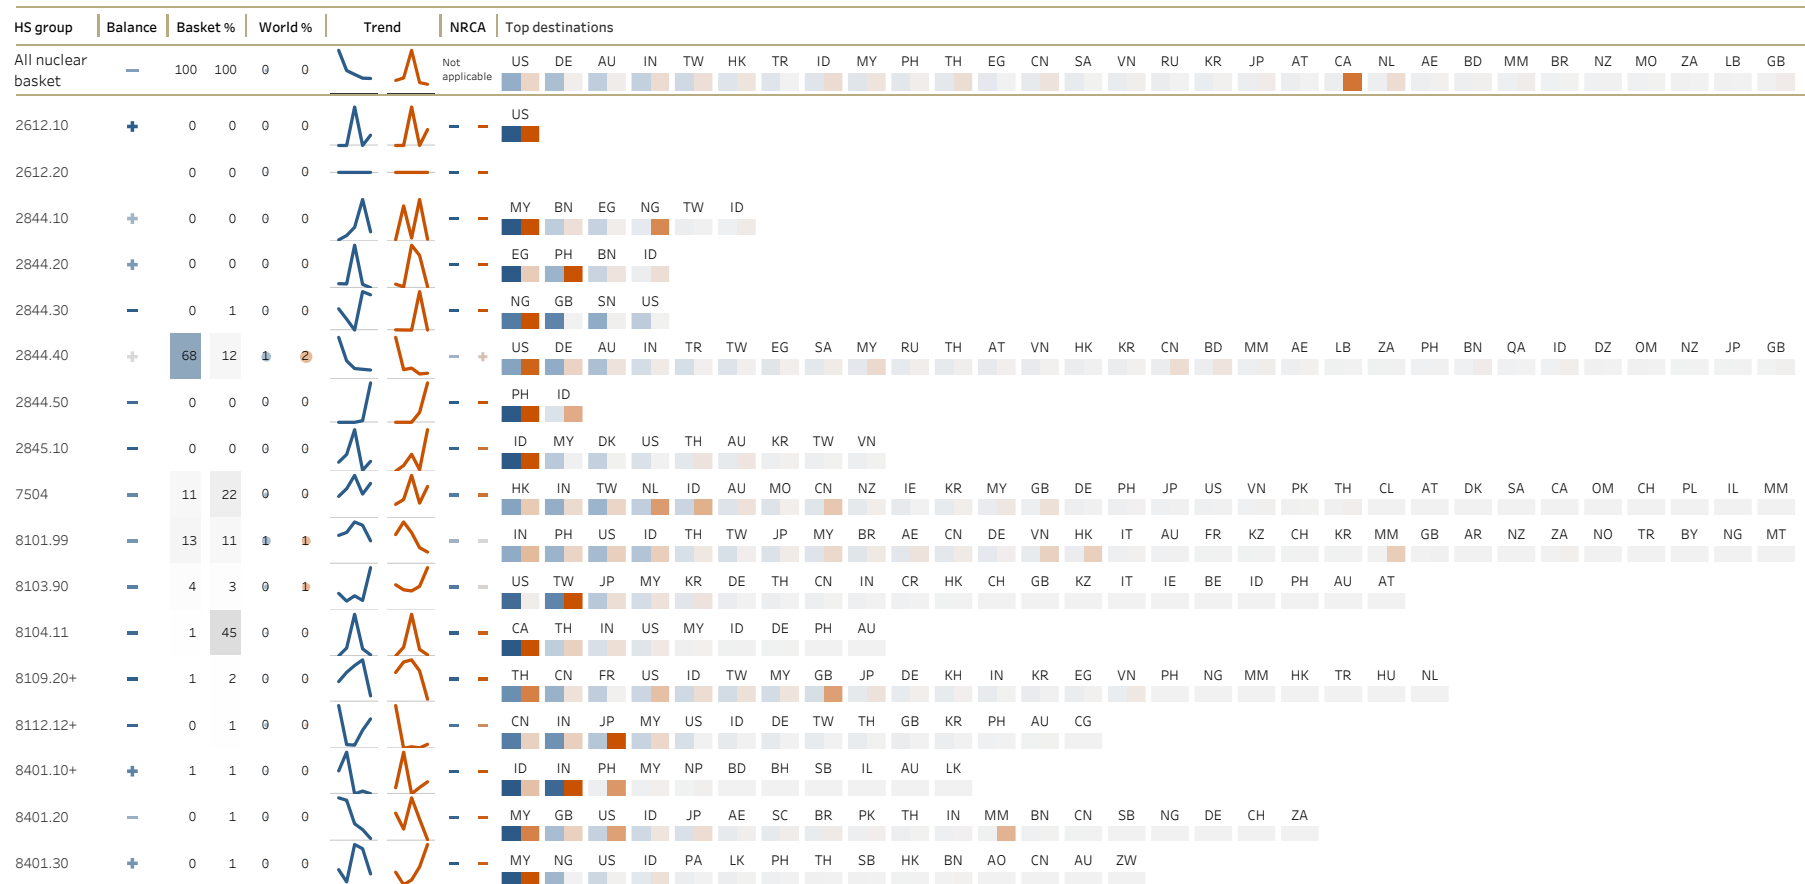 HS group Balance Basket % World % Trend NRCA Top destinations
All nuclear basket 100 100 0 0 Not applicable US DE AU IN TW HK TR ID MY PH TH EG CN SA VN RU KR JP AT CA NL AE BD MM BR NZ MO ZA LB GB
2612.10 0 0 0 0 US
2612.20 0 0 0 0
2844.10 0 0 0 0 MY BN EG NG TW ID
2844.20 0 0 0 0 EG PH BN ID
2844.30 0 1 0 0 NG GB SN US
2844.40 68 12 1 2 US DE AU IN TR TW EG SA MY RU TH AT VN HK KR CN BD MM AE LB ZA PH BN QA ID DZ OM NZ JP GB
2844.50 0 0 0 0 PH ID
2845.10 0 0 0 0 ID MY DK US TH AU KR TW VN
7504 11 22 0 0 HK IN TW NL ID AU MO CN NZ IE KR MY GB DE PH JP US VN PK TH CL AT DK SA CA OM CH PL IL MM
8101.99 13 11 1 1 IN PH US ID TH TW JP MY BR AE CN DE VN HK IT AU FR KZ CH KR MM GB AR NZ ZA NO TR BY NG MT
8103.90 4 3 0 1 US TW JP MY KR DE TH CN IN CR HK CH GB KZ IT IE BE ID PH AU AT
8104.11 1 45 0 0 CA TH IN US MY ID DE PH AU
8109.20+ 1 2 0 0 TH CN FR US ID TW MY GB JP DE KH IN KR EG VN PH NG MM HK TR HU NL
8112.12+ 0 1 0 0 CN IN JP MY US ID DE TW TH GB KR PH AU CG
8401.10+ 1 1 0 0 ID IN PH MY NP BD BH SB IL AU LK
8401.20 0 1 0 0 MY GB US ID JP AE SC BR PK TH IN MM BN CN SB NG DE CH ZA
8401.30 0 1 0 0 MY NG US ID PA LK PH TH SB HK BN AO CN AU ZW